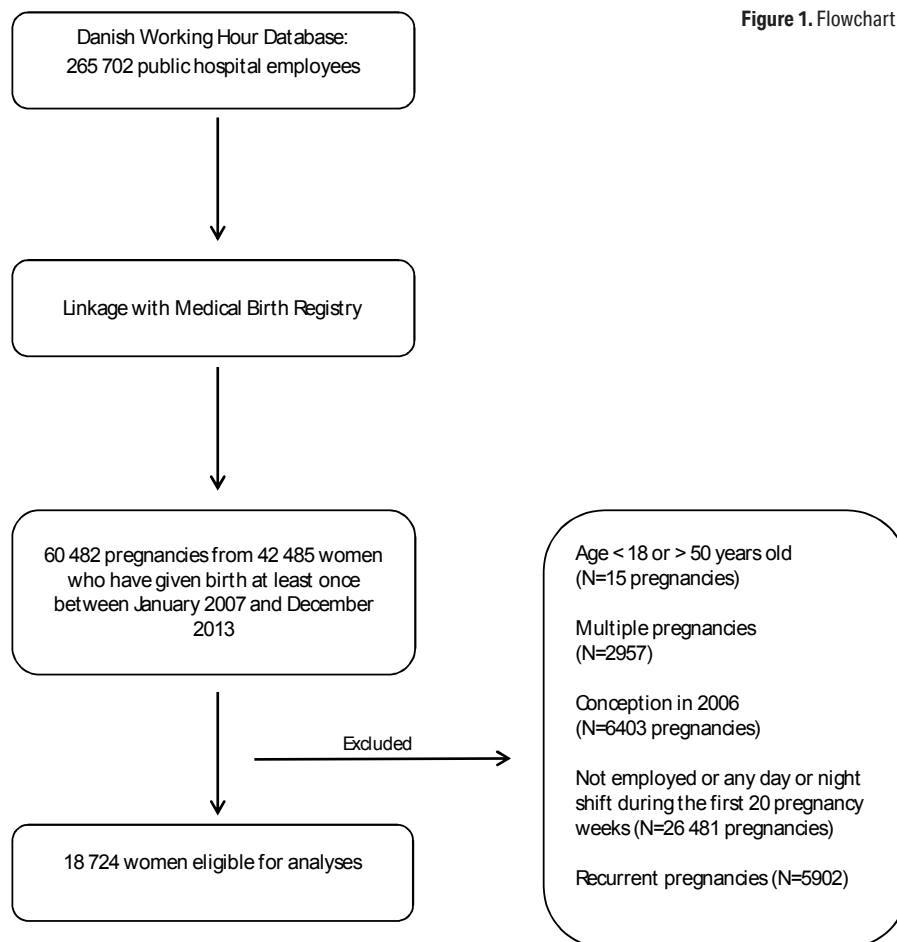 Figure 1. Flowchart
Danish Working Hour Database:
265 702 public hospital employees
Linkage with Medical Birth Registry
60 482 pregnancies from 42 485 women
who have given birth at least once
between January 2007 and December
2013
Excluded
Age < 18 or > 50 years old
(N=15 pregnancies)
Multiple pregnancies
(N=2957)
Conception in 2006
(N=6403 pregnancies)
Not employed or any day or night
shift during the first 20 pregnancy
weeks (N=26 481 pregnancies)
Recurrent pregnancies (N=5902)
18 724 women eligible for analyses